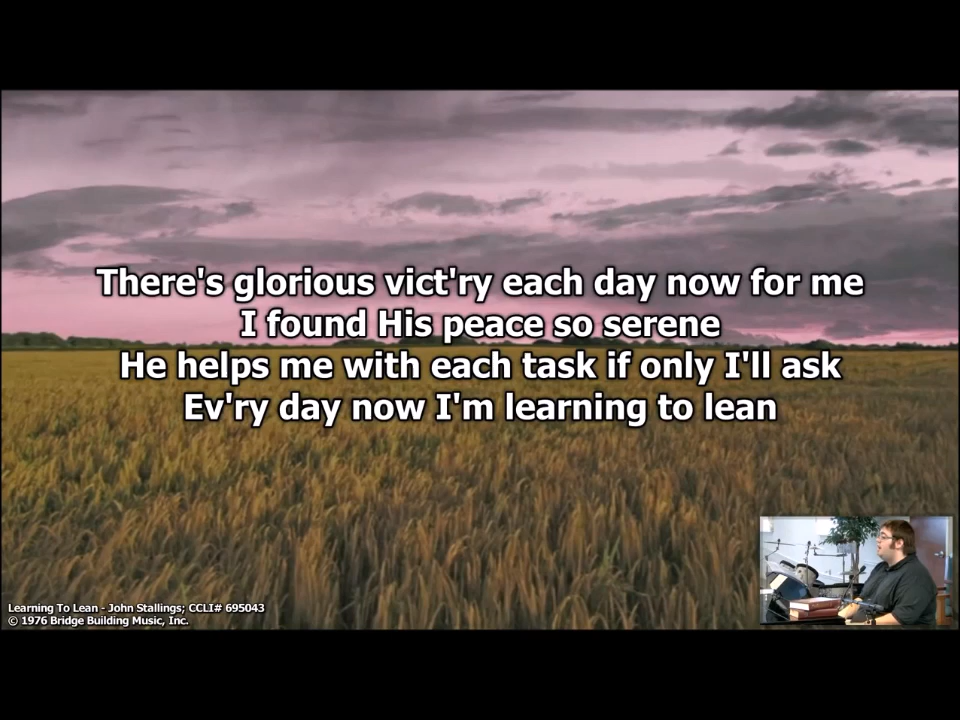 There's glorious vict'ry each day now for me
I found His peace so serene
He helps me with each task if only I'll ask
Ev'ry day now I'm learning to lean
Learning To Lean - John Stallings; CCLI# 695043
© 1976 Bridge Building Music, Inc.